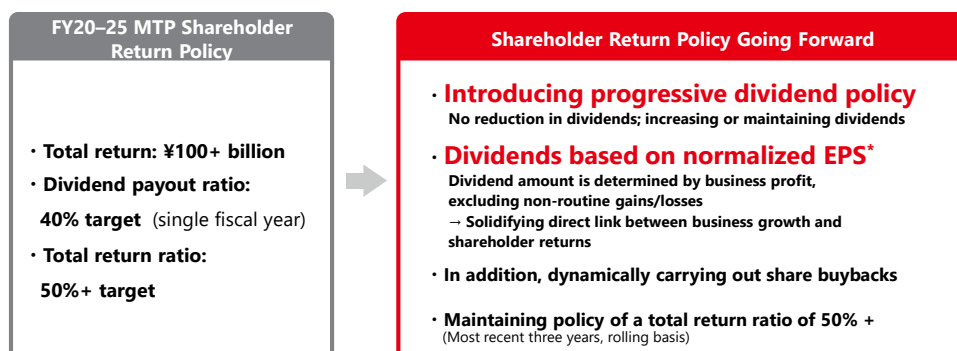 FY20–25 MTP Shareholder
Return Policy
・Total return: ¥100+ billion
・Dividend payout ratio:
40% target (single fiscal year)
・Total return ratio:
50%+ target
Shareholder Return Policy Going Forward
・Introducing progressive dividend policy
No reduction in dividends; increasing or maintaining dividends
・Dividends based on normalized EPS*
Dividend amount is determined by business profit,
excluding non-routine gains/losses
→ Solidifying direct link between business growth and
shareholder returns
・In addition, dynamically carrying out share buybacks
・Maintaining policy of a total return ratio of 50% +
(Most recent three years, rolling basis)